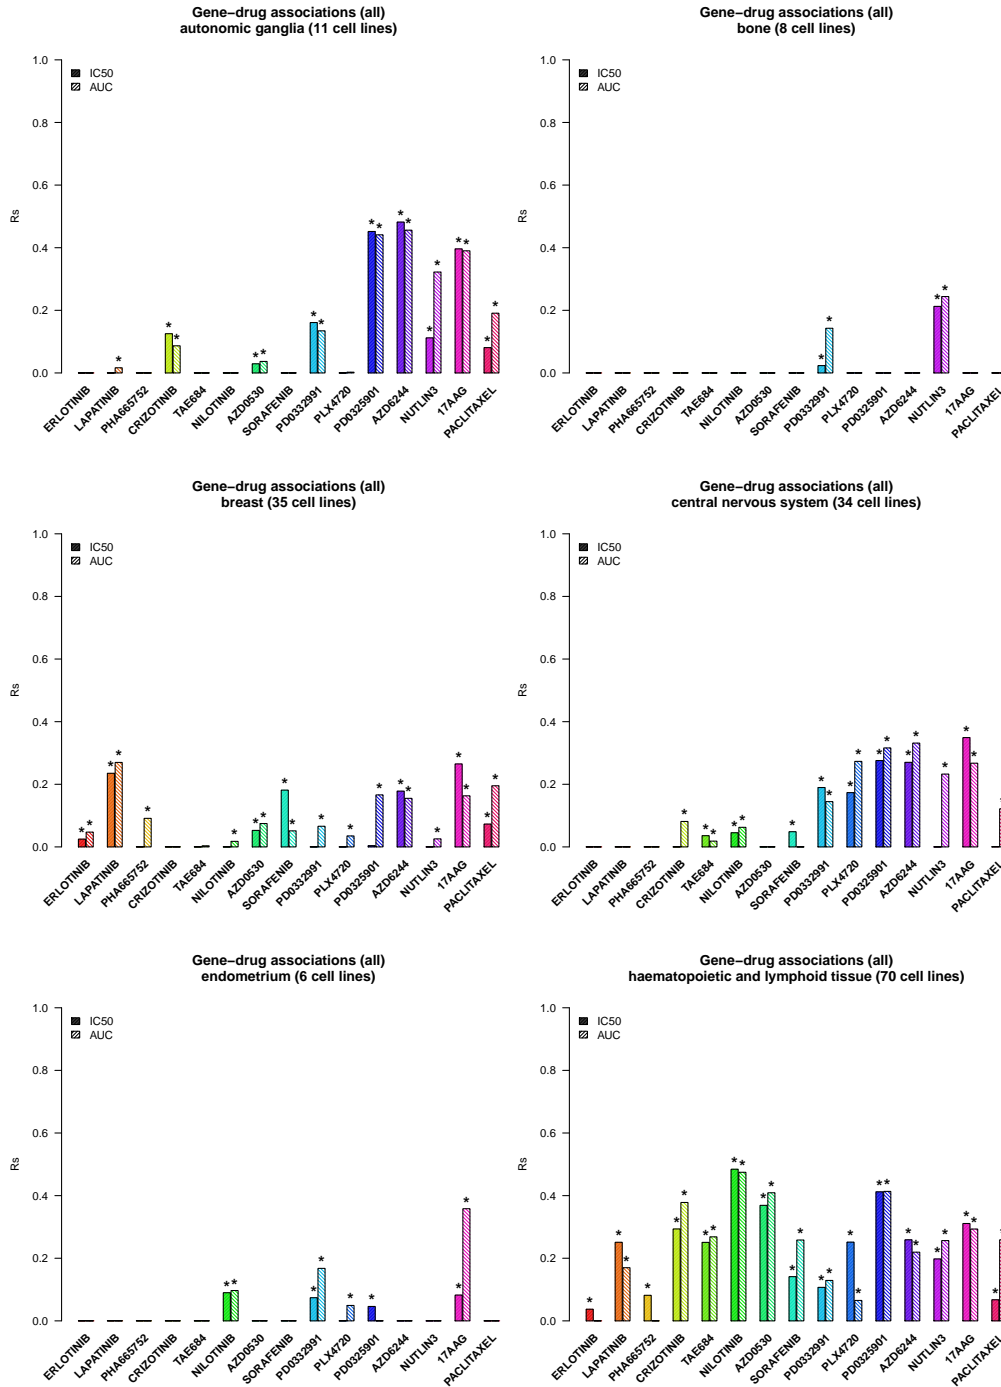 Gene−drug associations (all)
autonomic ganglia (11 cell lines)
1.0
0.8
0.6
0.4
0.2
0.0
Rs
IC50
AUC
* * * * * * * * * * * * * * * * *
ERLOTINIB
LAPATINIB
PHA665752
CRIZOTINIB
TAE684
NILOTINIB
AZD0530
SORAFENIB
PD0332991
PLX4720
PD0325901
AZD6244
NUTLIN3
17AAG
PACLITAXEL
Gene−drug associations (all)
bone (8 cell lines)
1.0
0.8
0.6
0.4
0.2
0.0
Rs
IC50
AUC
* * * *
ERLOTINIB
LAPATINIB
PHA665752
CRIZOTINIB
TAE684
NILOTINIB
AZD0530
SORAFENIB
PD0332991
PLX4720
PD0325901
AZD6244
NUTLIN3
17AAG
PACLITAXEL
Gene−drug associations (all)
breast (35 cell lines)
1.0
0.8
0.6
0.4
0.2
0.0
Rs
IC50
AUC
* * * * * * * * * * * * * * * * * * * *
ERLOTINIB
LAPATINIB
PHA665752
CRIZOTINIB
TAE684
NILOTINIB
AZD0530
SORAFENIB
PD0332991
PLX4720
PD0325901
AZD6244
NUTLIN3
17AAG
PACLITAXEL
Gene−drug associations (all)
central nervous system (34 cell lines)
1.0
0.8
0.6
0.4
0.2
0.0
Rs
IC50
AUC
* * * * * * * * * * * * * * * * * * *
ERLOTINIB
LAPATINIB
PHA665752
CRIZOTINIB
TAE684
NILOTINIB
AZD0530
SORAFENIB
PD0332991
PLX4720
PD0325901
AZD6244
NUTLIN3
17AAG
PACLITAXEL
Gene−drug associations (all)
endometrium (6 cell lines)
1.0
0.8
0.6
0.4
0.2
0.0
Rs
IC50
AUC
* * * * * * * *
ERLOTINIB
LAPATINIB
PHA665752
CRIZOTINIB
TAE684
NILOTINIB
AZD0530
SORAFENIB
PD0332991
PLX4720
PD0325901
AZD6244
NUTLIN3
17AAG
PACLITAXEL
Gene−drug associations (all)
haematopoietic and lymphoid tissue (70 cell lines)
1.0
0.8
0.6
0.4
0.2
0.0
Rs
IC50
AUC
* * * * * * * * * * * * * * * * * * * * * * * * * * * *
ERLOTINIB
LAPATINIB
PHA665752
CRIZOTINIB
TAE684
NILOTINIB
AZD0530
SORAFENIB
PD0332991
PLX4720
PD0325901
AZD6244
NUTLIN3
17AAG
PACLITAXEL